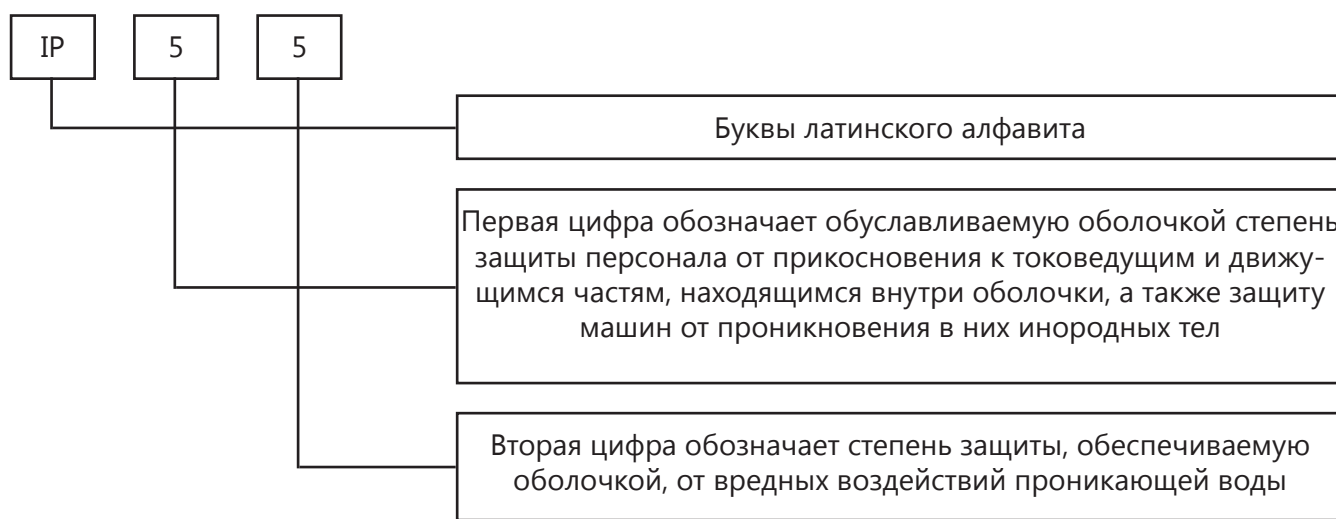 IP 5 5
Буквы латинского алфавита
Первая цифра обозначает обуславливаемую оболочкой степень
защиты персонала от прикосновения к токоведущим и движу-
щимся частям, находящимся внутри оболочки, а также защиту
машин от проникновения в них инородных тел
Вторая цифра обозначает степень защиты, обеспечиваемую
оболочкой, от вредных воздействий проникающей воды